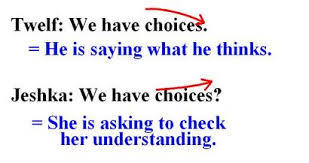 Twelf: We have choices.
= He is saying what he thinks.
Jeshka: We have choices?
= She is asking to check
her understanding.